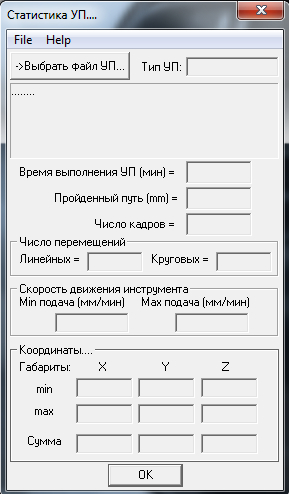 Статистика УП....
File Help
->Выбрать файл УП... Тип УП:
........
Время выполнения УП (мин) =
Пройденный путь (mm) =
Число кадров =
Число перемещений
Линейных = Круговых =
Скорость движения инструмента
Min подача (мм/мин) Max подача (мм/мин)
Координаты....
Габариты: X Y Z
min
max
Сумма
OK